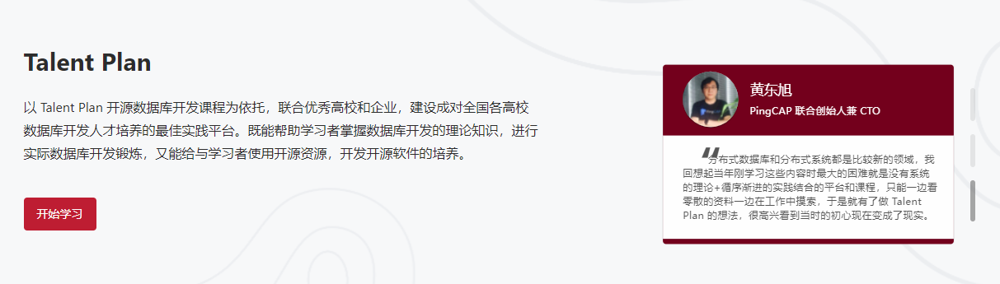 Talent Plan
以 Talent Plan 开源数据库开发课程为依托，联合优秀高校和企业，建设成对全国各高校
数据库开发人才培养的最佳实践平台。既能帮助学习者掌握数据库开发的理论知识，进行
实际数据库开发锻炼，又能给与学习者使用开源资源，开发开源软件的培养。
开始学习
黄东旭
PingCAP 联合创始人兼 CTO
分布式数据库和分布式系统都是比较新的领域，我
回想起当年刚学习这些内容时最大的困难就是没有系统
的理论+循序渐进的实践结合的平台和课程，只能一边看
零散的资料一边在工作中摸索，于是就有了做 Talent
Plan 的想法，很高兴看到当时的初心现在变成了现实。